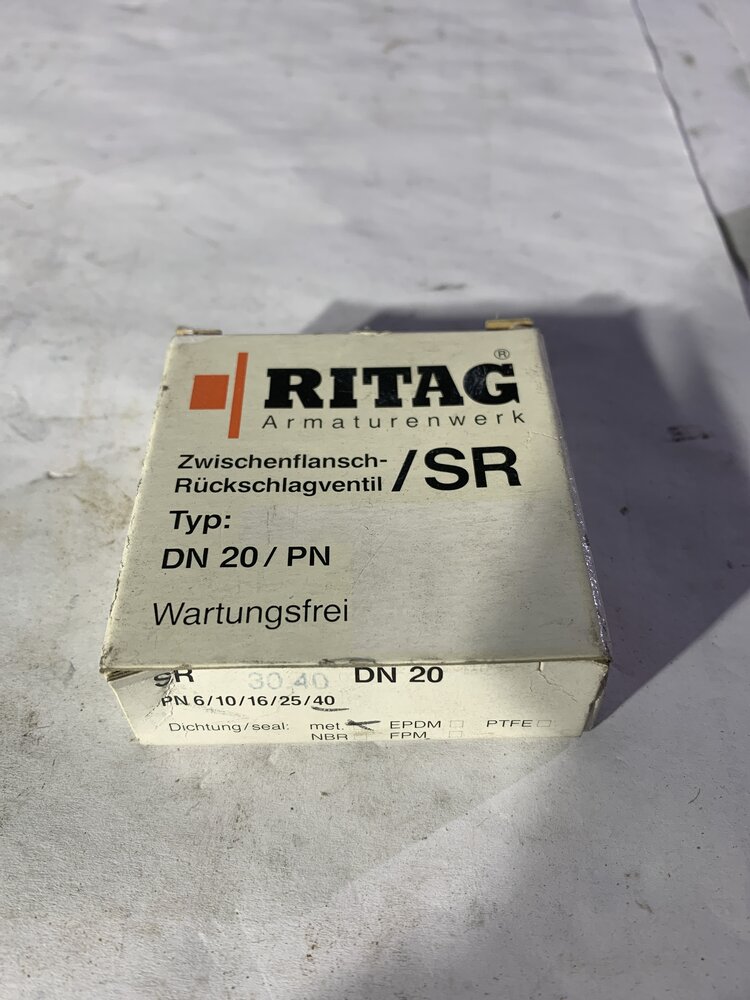 RITAG®
Armaturenwerk
Zwischenflansch-
Rückschlagventil /SR
Typ:
DN 20 / PN
Wartungsfrei
SR 30.40 DN 20
PN 6/10/16/25/40
Dichtung/seal: met. EPDM PTFE
NBR FPM